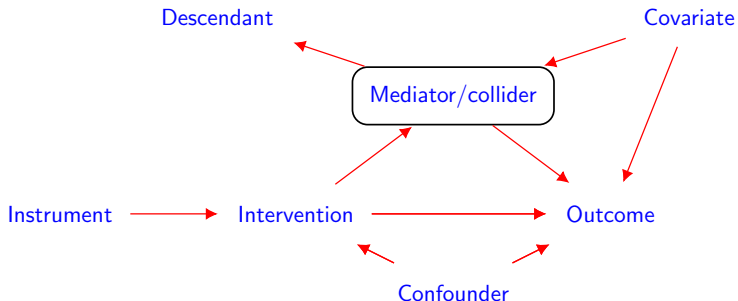 Descendant
Covariate
Mediator/collider
Instrument
Intervention
Outcome
Confounder